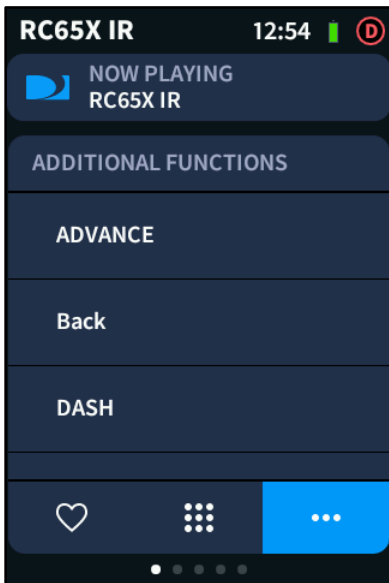 RC65X IR 12:54 D
NOW PLAYING
RC65X IR
ADDITIONAL FUNCTIONS
ADVANCE
Back
DASH